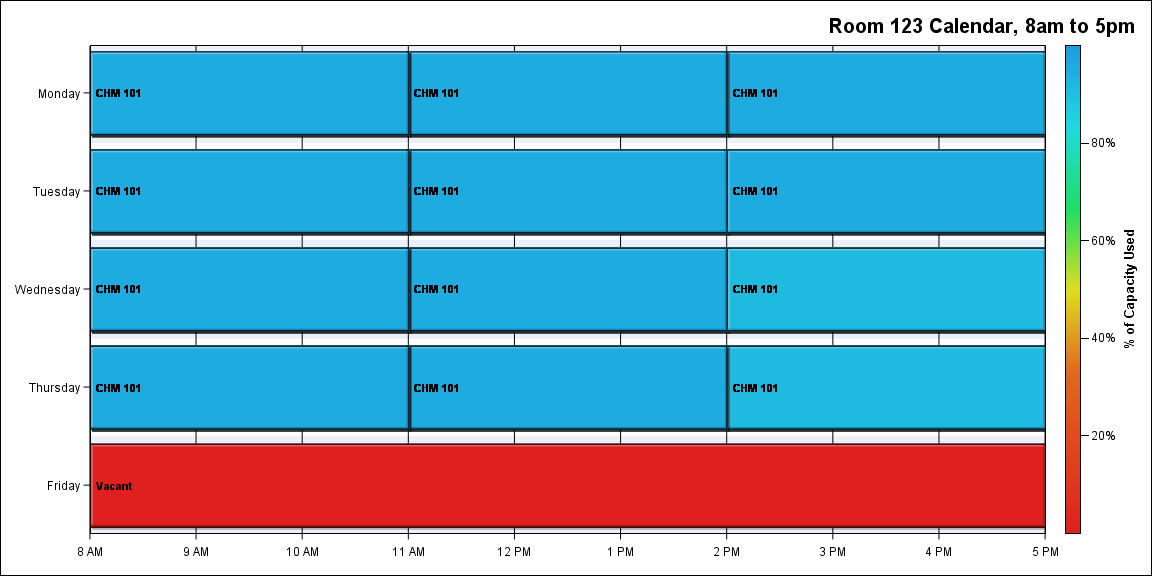 Room 123 Calendar, 8am to 5pm
Monday
CHM 101
CHM 101
CHM 101
Tuesday
CHM 101
CHM 101
CHM 101
Wednesday
CHM 101
CHM 101
CHM 101
Thursday
CHM 101
CHM 101
CHM 101
Friday
Vacant
8 AM
9 AM
10 AM
11 AM
12 PM
1 PM
2 PM
3 PM
4 PM
5 PM
80%
60%
40%
20%
% of Capacity Used